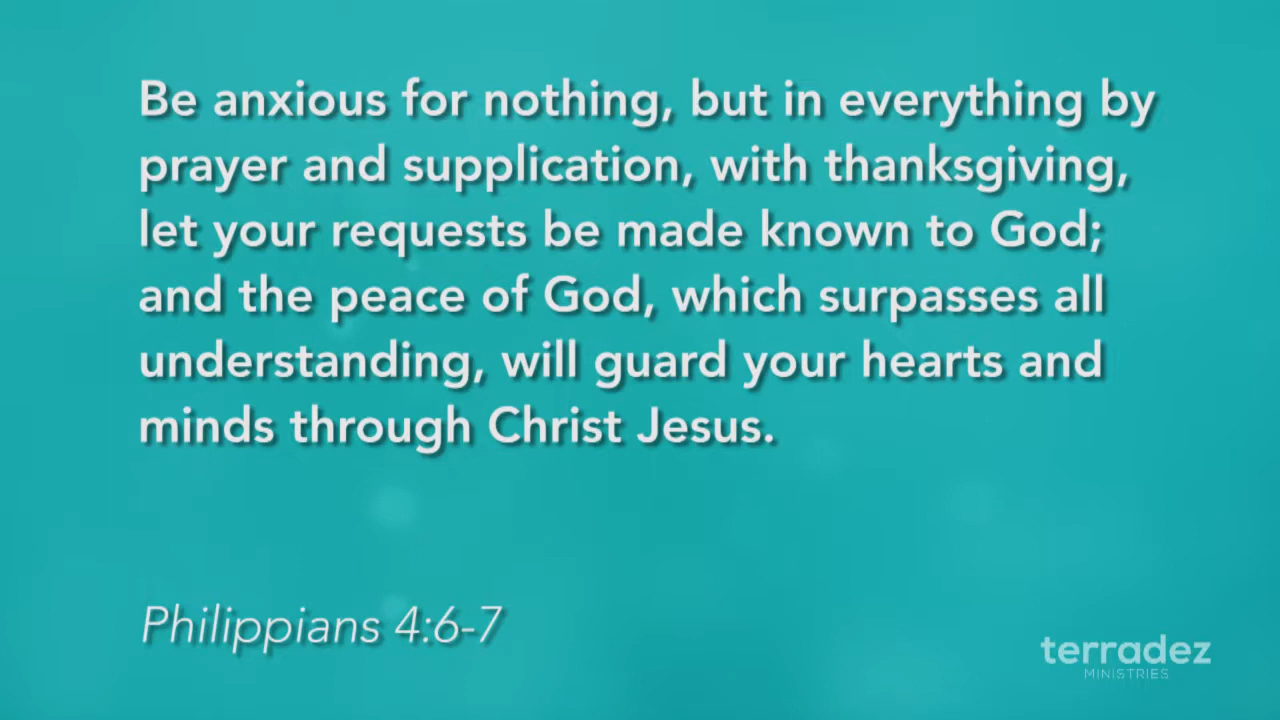 Be anxious for nothing, but in everything by
prayer and supplication, with thanksgiving,
let your requests be made known to God;
and the peace of God, which surpasses all
understanding, will guard your hearts and
minds through Christ Jesus.
Philippians 4:6-7
terradez
MINISTRIES